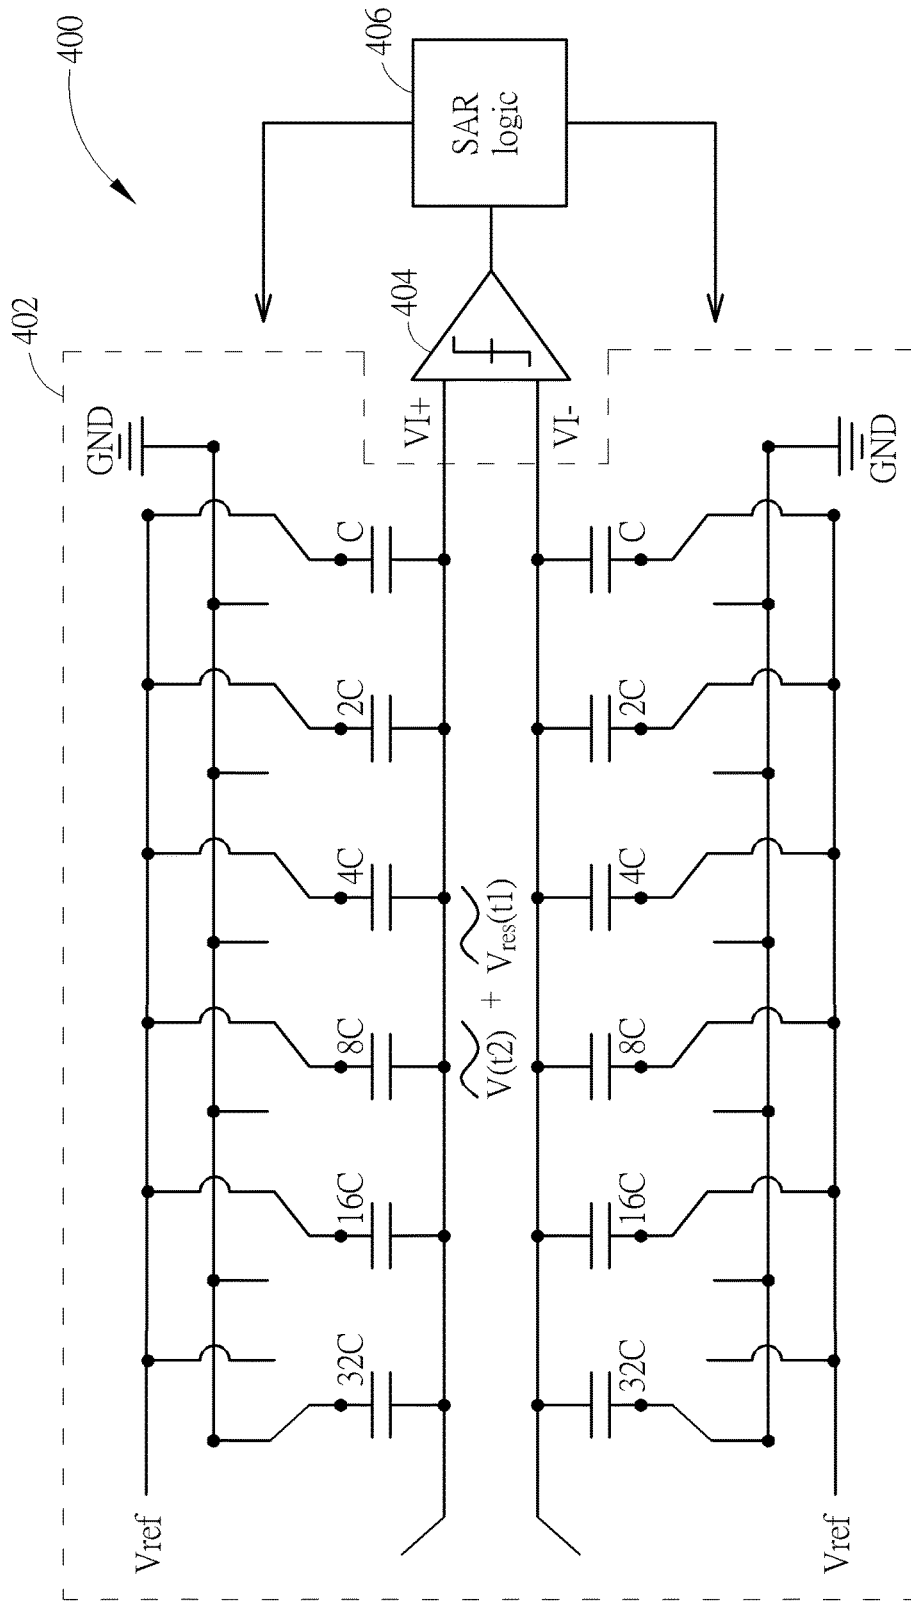 400
402
406
SAR
logic
404
GND
VI+
VI-
GND
C
C
2C
2C
4C
4C
V(t2) + Vres(t1)
8C
8C
16C
16C
32C
32C
Vref
Vref